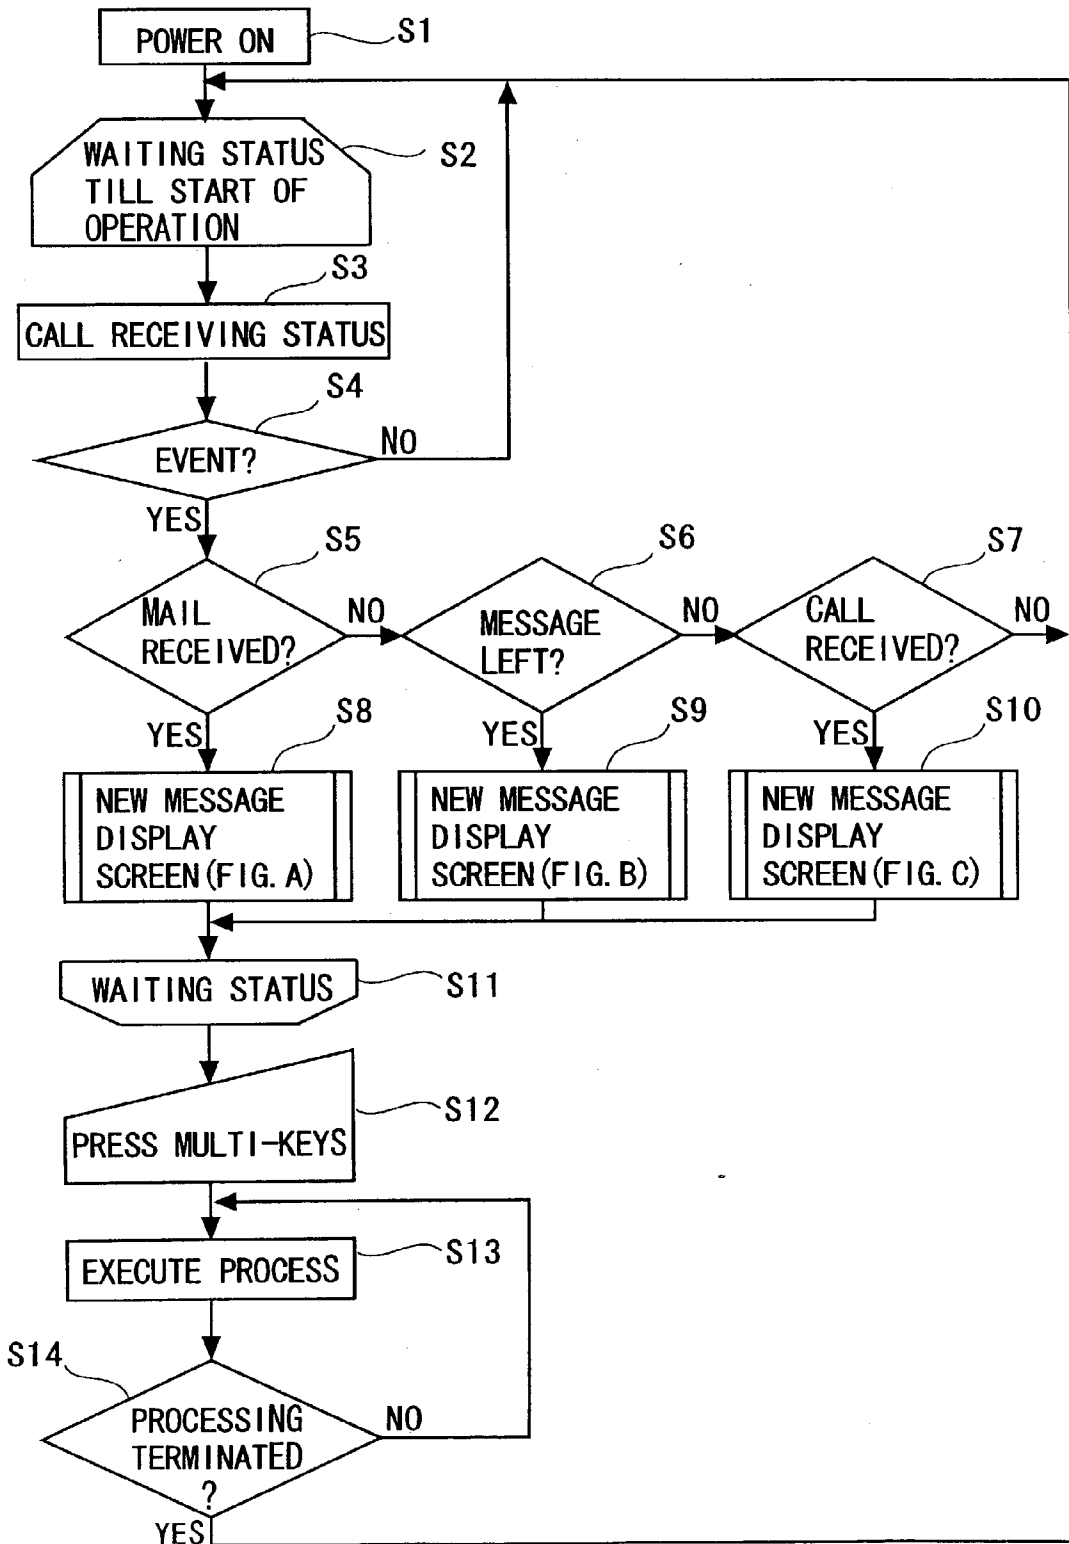 POWER ON
S1
WAITING STATUS
TILL START OF
OPERATION
S2
S3
CALL RECEIVING STATUS
S4
EVENT?
NO
YES
S5
S6
S7
MAIL
RECEIVED?
NO
MESSAGE
LEFT?
NO
CALL
RECEIVED?
NO
YES
S8
YES
S9
YES
S10
NEW MESSAGE
DISPLAY
SCREEN(FIG. A)
NEW MESSAGE
DISPLAY
SCREEN(FIG. B)
NEW MESSAGE
DISPLAY
SCREEN(FIG. C)
WAITING STATUS
S11
S12
PRESS MULTI-KEYS
EXECUTE PROCESS
S13
S14
PROCESSING
TERMINATED
?
NO
YES